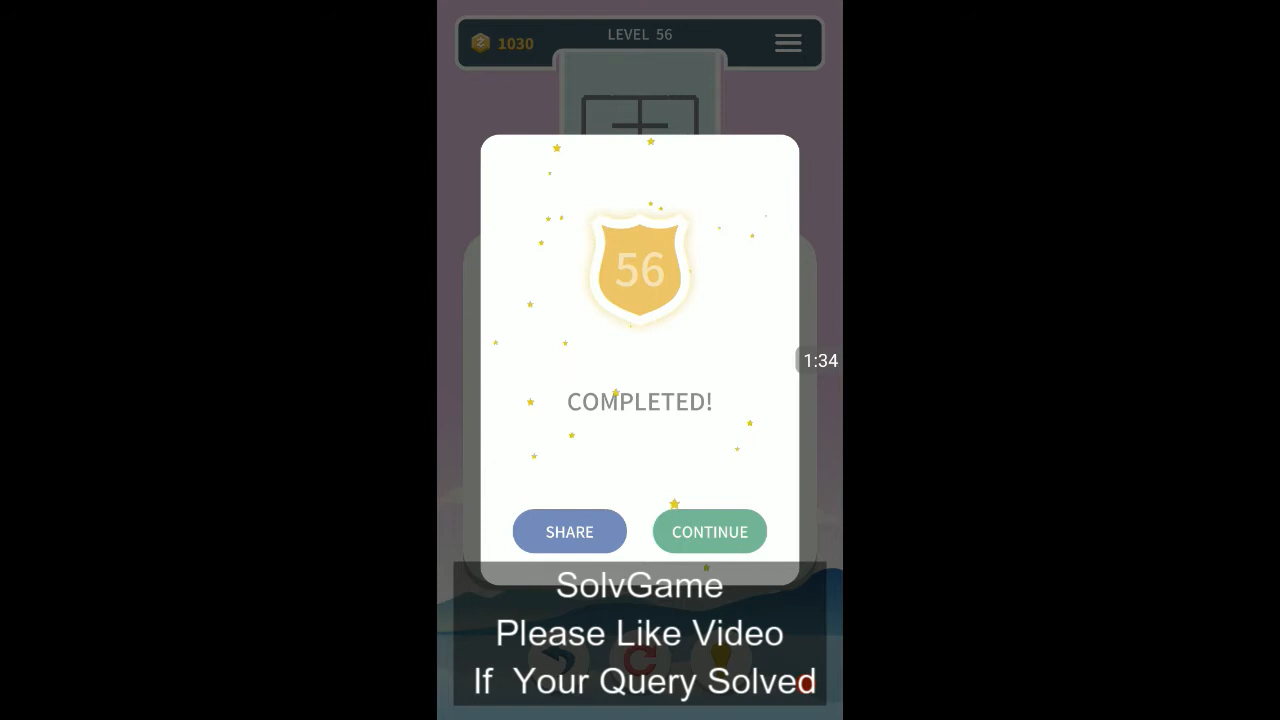 LEVEL 56
1030
56
1:34
COMPLETED!
SHARE CONTINUE
SolvGame
Please Like Video
If Your Query Solved